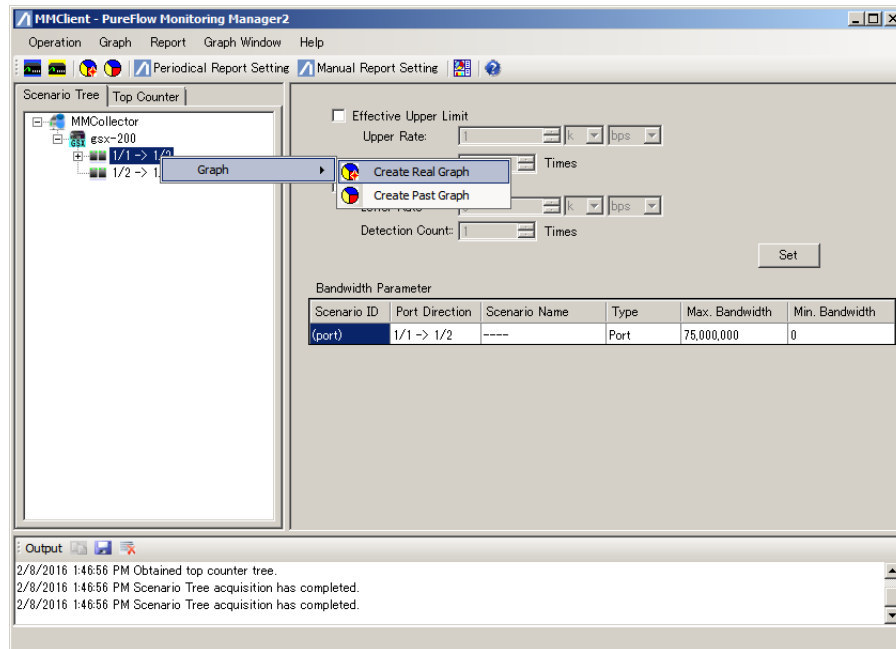 MMClient - PureFlow Monitoring Manager2
Operation Graph Report Graph Window Help
Periodical Report Setting Manual Report Setting
Scenario Tree Top Counter
MMCollector
gsx-200
1/1 -> 1/2
1/2 -> 1
Graph
Create Real Graph
Create Past Graph
Effective Upper Limit
Upper Rate: 1 k bps
Times
k bps
Detection Count: 1 Times
Set
Bandwidth Parameter
Scenario ID Port Direction Scenario Name Type Max. Bandwidth Min. Bandwidth
(port) 1/1 -> 1/2 ---- Port 75,000,000 0
Output
2/8/2016 1:46:56 PM Obtained top counter tree.
2/8/2016 1:46:56 PM Scenario Tree acquisition has completed.
2/8/2016 1:46:56 PM Scenario Tree acquisition has completed.